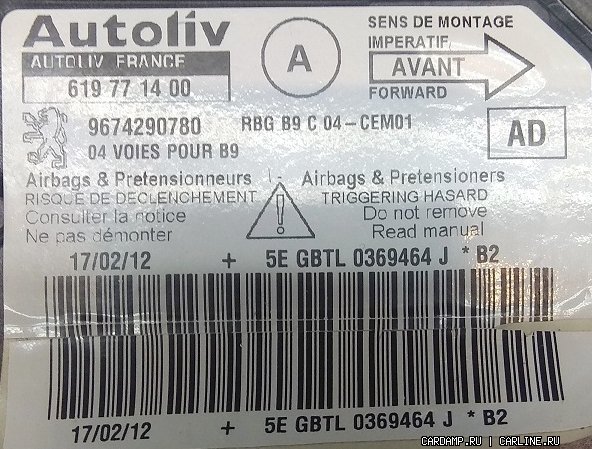 Autoliv
AUTOLIV FRANCE
619 77 14 00
A
SENS DE MONTAGE
IMPERATIF
AVANT
FORWARD
9674290780
RBG B9 C 04-CEM01
04 VOIES POUR B9
AD
Airbags & Pretensionneurs
RISQUE DE DECLENCHEMENT
Consulter la notice
Ne pas démonter
Airbags & Pretensioners
TRIGGERING HASARD
Do not remove
Read manual
17/02/12 + 5E GBTL 0369464 J * B2
17/02/12 + 5E GBTL 0369464 J * B2
CARDAMP.RU | CARLINE.RU